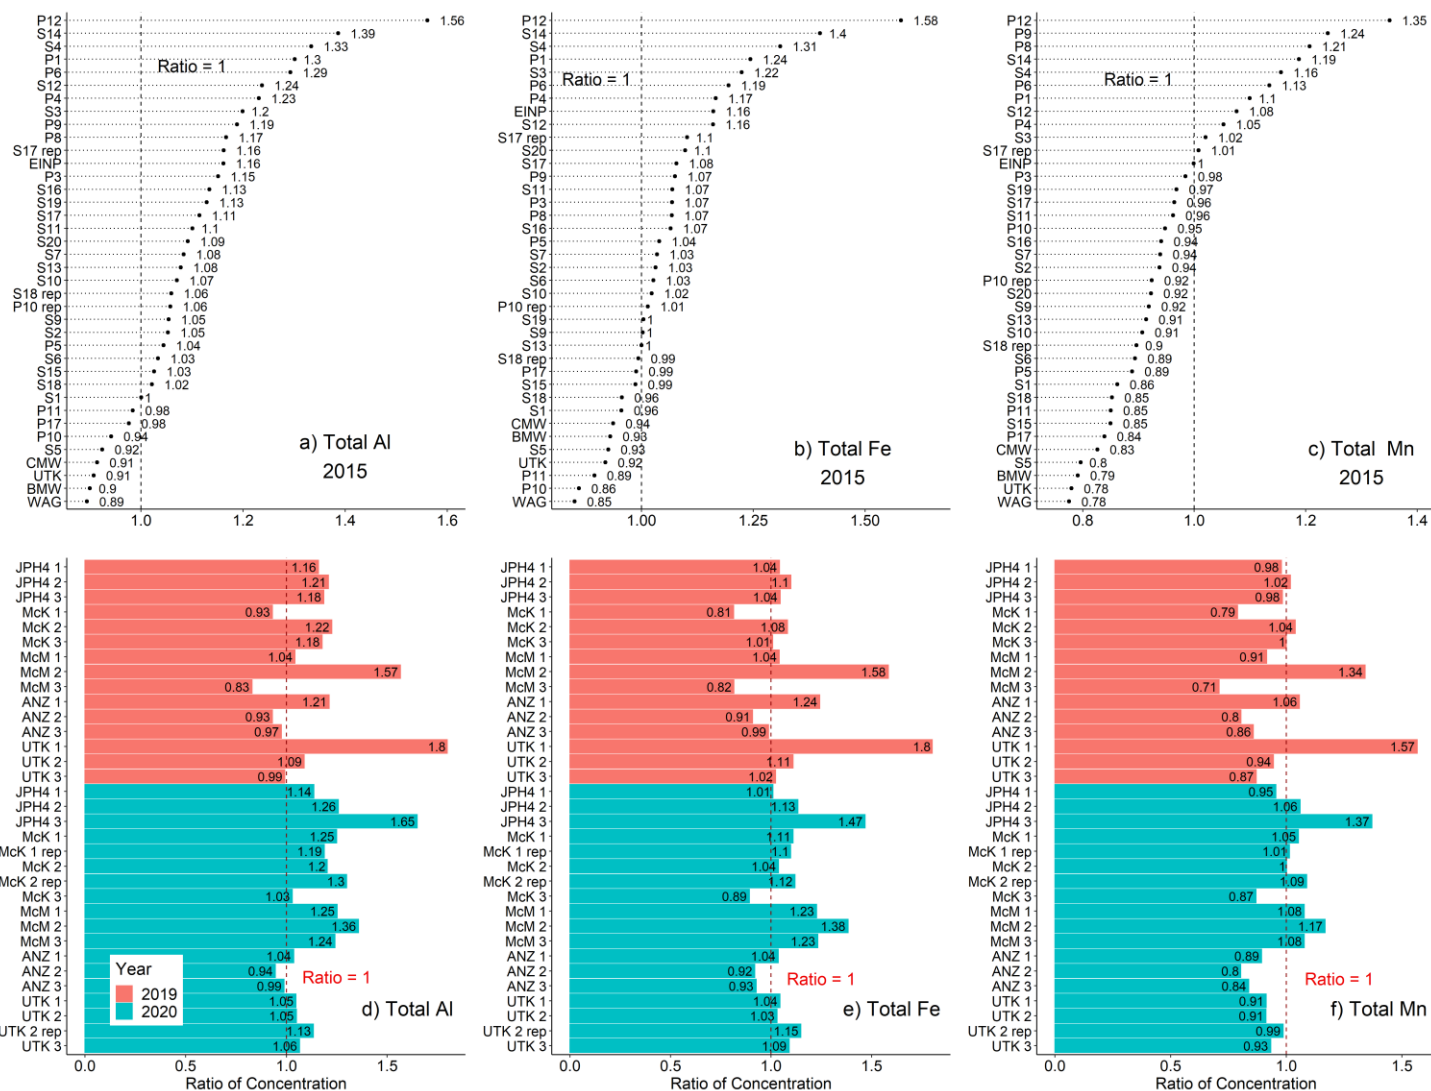 P12 1.56
S14 1.39
S4 1.33
P1 1.3
P6 1.29
S12 1.24
P4 1.23
S3 1.2
P9 1.19
P8 1.17
S17 rep 1.16
EINP 1.16
P3 1.15
S16 1.13
S19 1.13
S17 1.11
S11 1.1
S20 1.09
S7 1.08
S13 1.08
S10 1.07
S18 rep 1.06
P10 rep 1.06
S9 1.05
S2 1.05
P5 1.04
S6 1.03
S15 1.03
S18 1.02
S1 1
P11 0.98
P17 0.98
P10 0.94
S5 0.92
CMW 0.91
UTK 0.91
BMW 0.9
WAG 0.89
Ratio = 1
a) Total Al
2015
1.0 1.2 1.4 1.6
P12 1.58
S14 1.4
S4 1.31
P1 1.24
S3 1.22
P6 1.19
P4 1.17
EINP 1.16
S12 1.16
S17 rep 1.1
S20 1.1
S17 1.08
P9 1.07
S11 1.07
P3 1.07
P8 1.07
S16 1.07
P5 1.04
S7 1.03
S2 1.03
S6 1.03
S10 1.02
P10 rep 1.01
S19 1
S9 1
S13 1
S18 rep 0.99
P17 0.99
S15 0.99
S18 0.96
S1 0.96
CMW 0.94
BMW 0.93
S5 0.93
UTK 0.92
P11 0.89
P10 0.86
WAG 0.85
Ratio = 1
b) Total Fe
2015
1.00 1.25 1.50
P12 1.35
P9 1.24
P8 1.21
S14 1.19
S4 1.16
P6 1.13
P1 1.1
S12 1.08
P4 1.05
S3 1.02
S17 rep 1.01
EINP 1
P3 0.98
S19 0.97
S17 0.96
S11 0.96
P10 0.95
S16 0.94
S7 0.94
S2 0.94
P10 rep 0.92
S20 0.92
S9 0.92
S13 0.91
S10 0.91
S18 rep 0.9
S6 0.89
P5 0.89
S1 0.86
S18 0.85
P11 0.85
S15 0.85
P17 0.84
CMW 0.83
S5 0.8
BMW 0.79
UTK 0.78
WAG 0.78
Ratio = 1
c) Total Mn
2015
0.8 1.0 1.2 1.4
JPH4 1 1.16
JPH4 2 1.21
JPH4 3 1.18
McK 1 0.93
McK 2 1.22
McK 3 1.18
McM 1 1.04
McM 2 1.57
McM 3 0.83
ANZ 1 1.21
ANZ 2 0.93
ANZ 3 0.97
UTK 1 1.8
UTK 2 1.09
UTK 3 0.99
JPH4 1 1.14
JPH4 2 1.26
JPH4 3 1.65
McK 1 1.25
McK 1 rep 1.19
McK 2 1.2
McK 2 rep 1.3
McK 3 1.03
McM 1 1.25
McM 2 1.36
McM 3 1.24
ANZ 1 1.04
ANZ 2 0.94
ANZ 3 0.99
UTK 1 1.05
UTK 2 1.05
UTK 2 rep 1.13
UTK 3 1.06
Year
2019
2020
Ratio = 1
d) Total Al
0.0 0.5 1.0 1.5
Ratio of Concentration
JPH4 1 1.04
JPH4 2 1.1
JPH4 3 1.04
McK 1 0.81
McK 2 1.08
McK 3 1.01
McM 1 1.04
McM 2 1.58
McM 3 0.82
ANZ 1 1.24
ANZ 2 0.91
ANZ 3 0.99
UTK 1 1.8
UTK 2 1.11
UTK 3 1.02
JPH4 1 1.01
JPH4 2 1.13
JPH4 3 1.47
McK 1 1.11
McK 1 rep 1.1
McK 2 1.04
McK 2 rep 1.12
McK 3 0.89
McM 1 1.23
McM 2 1.38
McM 3 1.23
ANZ 1 1.04
ANZ 2 0.92
ANZ 3 0.93
UTK 1 1.04
UTK 2 1.03
UTK 2 rep 1.15
UTK 3 1.09
Ratio = 1
e) Total Fe
0.0 0.5 1.0 1.5
Ratio of Concentration
JPH4 1 0.98
JPH4 2 1.02
JPH4 3 0.98
McK 1 0.79
McK 2 1.04
McK 3 1
McM 1 0.91
McM 2 1.34
McM 3 0.71
ANZ 1 1.06
ANZ 2 0.8
ANZ 3 0.86
UTK 1 1.57
UTK 2 0.94
UTK 3 0.87
JPH4 1 0.95
JPH4 2 1.06
JPH4 3 1.37
McK 1 1.05
McK 1 rep 1.01
McK 2 1
McK 2 rep 1.09
McK 3 0.87
McM 1 1.08
McM 2 1.17
McM 3 1.08
ANZ 1 0.89
ANZ 2 0.8
ANZ 3 0.84
UTK 1 0.91
UTK 2 0.91
UTK 2 rep 0.99
UTK 3 0.93
Ratio = 1
f) Total Mn
0.0 0.5 1.0 1.5
Ratio of Concentration